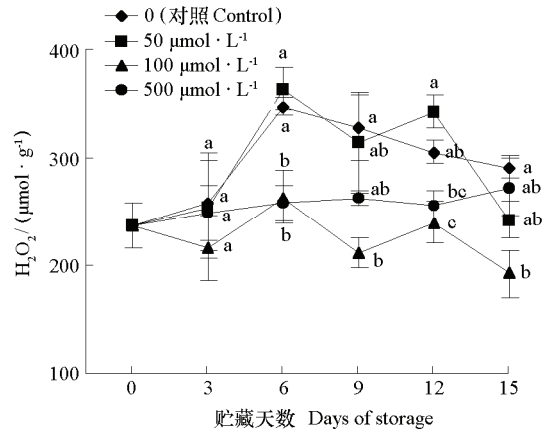 0 (对照 Control)
50 μmol · L⁻¹
100 μmol · L⁻¹
500 μmol · L⁻¹
H₂O₂ / (μmol · g⁻¹)
400
300
200
100
a
a
a
a
a
b
b
a
ab
ab
b
a
ab
bc
c
a
ab
ab
b
0 3 6 9 12 15
贮藏天数 Days of storage